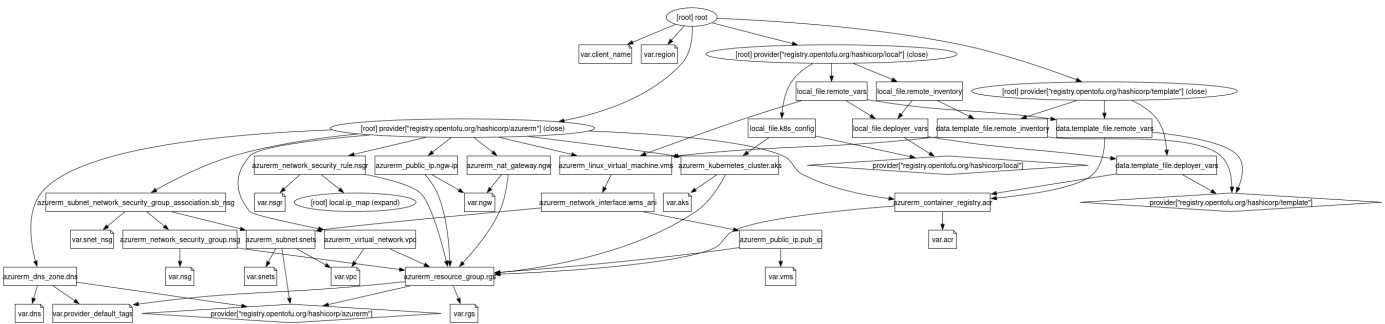 [root] root
var.client_name
var.region
[root] provider["registry.opentofu.org/hashicorp/local"] (close)
local_file.remote_vars
local_file.remote_inventory
[root] provider["registry.opentofu.org/hashicorp/template"] (close)
[root] provider["registry.opentofu.org/hashicorp/azurerm"] (close)
local_file.k8s_config
local_file.deployer_vars
data.template_file.remote_inventory
data.template_file.remote_vars
azurerm_network_security_rule.nsgr
azurerm_public_ip.ngw-ip
azurerm_nat_gateway.ngw
azurerm_linux_virtual_machine.vms
azurerm_kubernetes_cluster.aks
provider["registry.opentofu.org/hashicorp/local"]
data.template_file.deployer_vars
azurerm_subnet_network_security_group_association.sb_nsg
var.nsgr
[root] local.ip_map (expand)
var.ngw
azurerm_network_interface.wms_ani
var.aks
azurerm_container_registry.acr
provider["registry.opentofu.org/hashicorp/template"]
var.snet_nsg
azurerm_network_security_group.nsg
azurerm_subnet.snets
azurerm_virtual_network.vpc
azurerm_public_ip.pub_ip
var.acr
azurerm_dns_zone.dns
var.nsg
var.snets
var.vpc
azurerm_resource_group.rgs
var.vms
var.dns
var.provider_default_tags
provider["registry.opentofu.org/hashicorp/azurerm"]
var.rgs